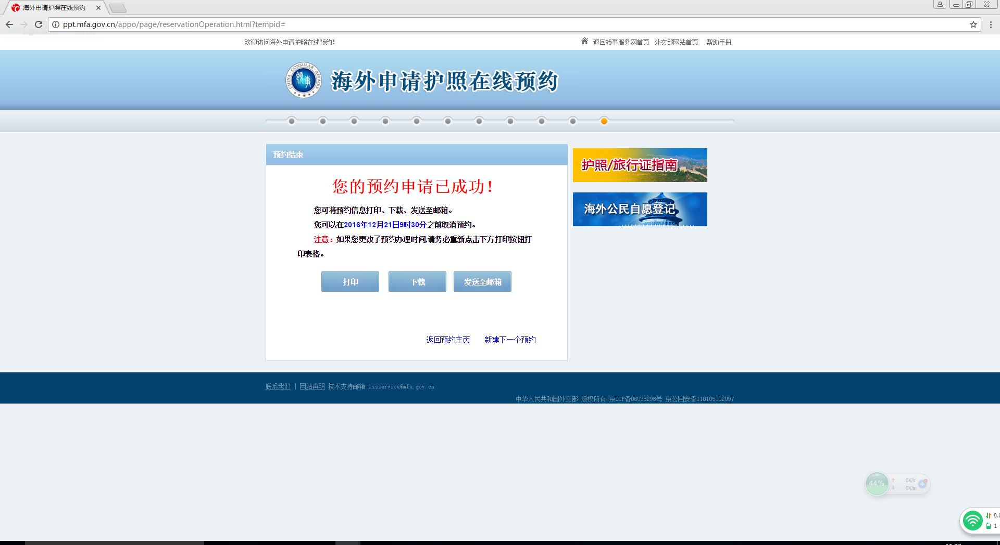 海外申请护照在线预约
ppt.mfa.gov.cn/appo/page/reservationOperation.html?tempid=
欢迎访问海外申请护照在线预约!
返回领事服务网首页 外交部网站首页 帮助手册
CHINA · CONSULAR · AFFAIRS
领事
海外申请护照在线预约
预约结束
您的预约申请已成功!
您可将预约信息打印、下载、发送至邮箱。
您可以在2016年12月21日9时30分之前取消预约。
注意：如果您更改了预约办理时间,请务必重新点击下方打印按钮打
印表格。
打印 下载 发送至邮箱
返回预约主页 新建下一个预约
护照/旅行证指南
海外公民自愿登记
联系我们 | 网站声明 技术支持邮箱:lssservice@mfa.gov.cn
中华人民共和国外交部 版权所有 京ICP备06038296号 京公网安备110105002097
44%
0K/s
0K/s
0.0
1